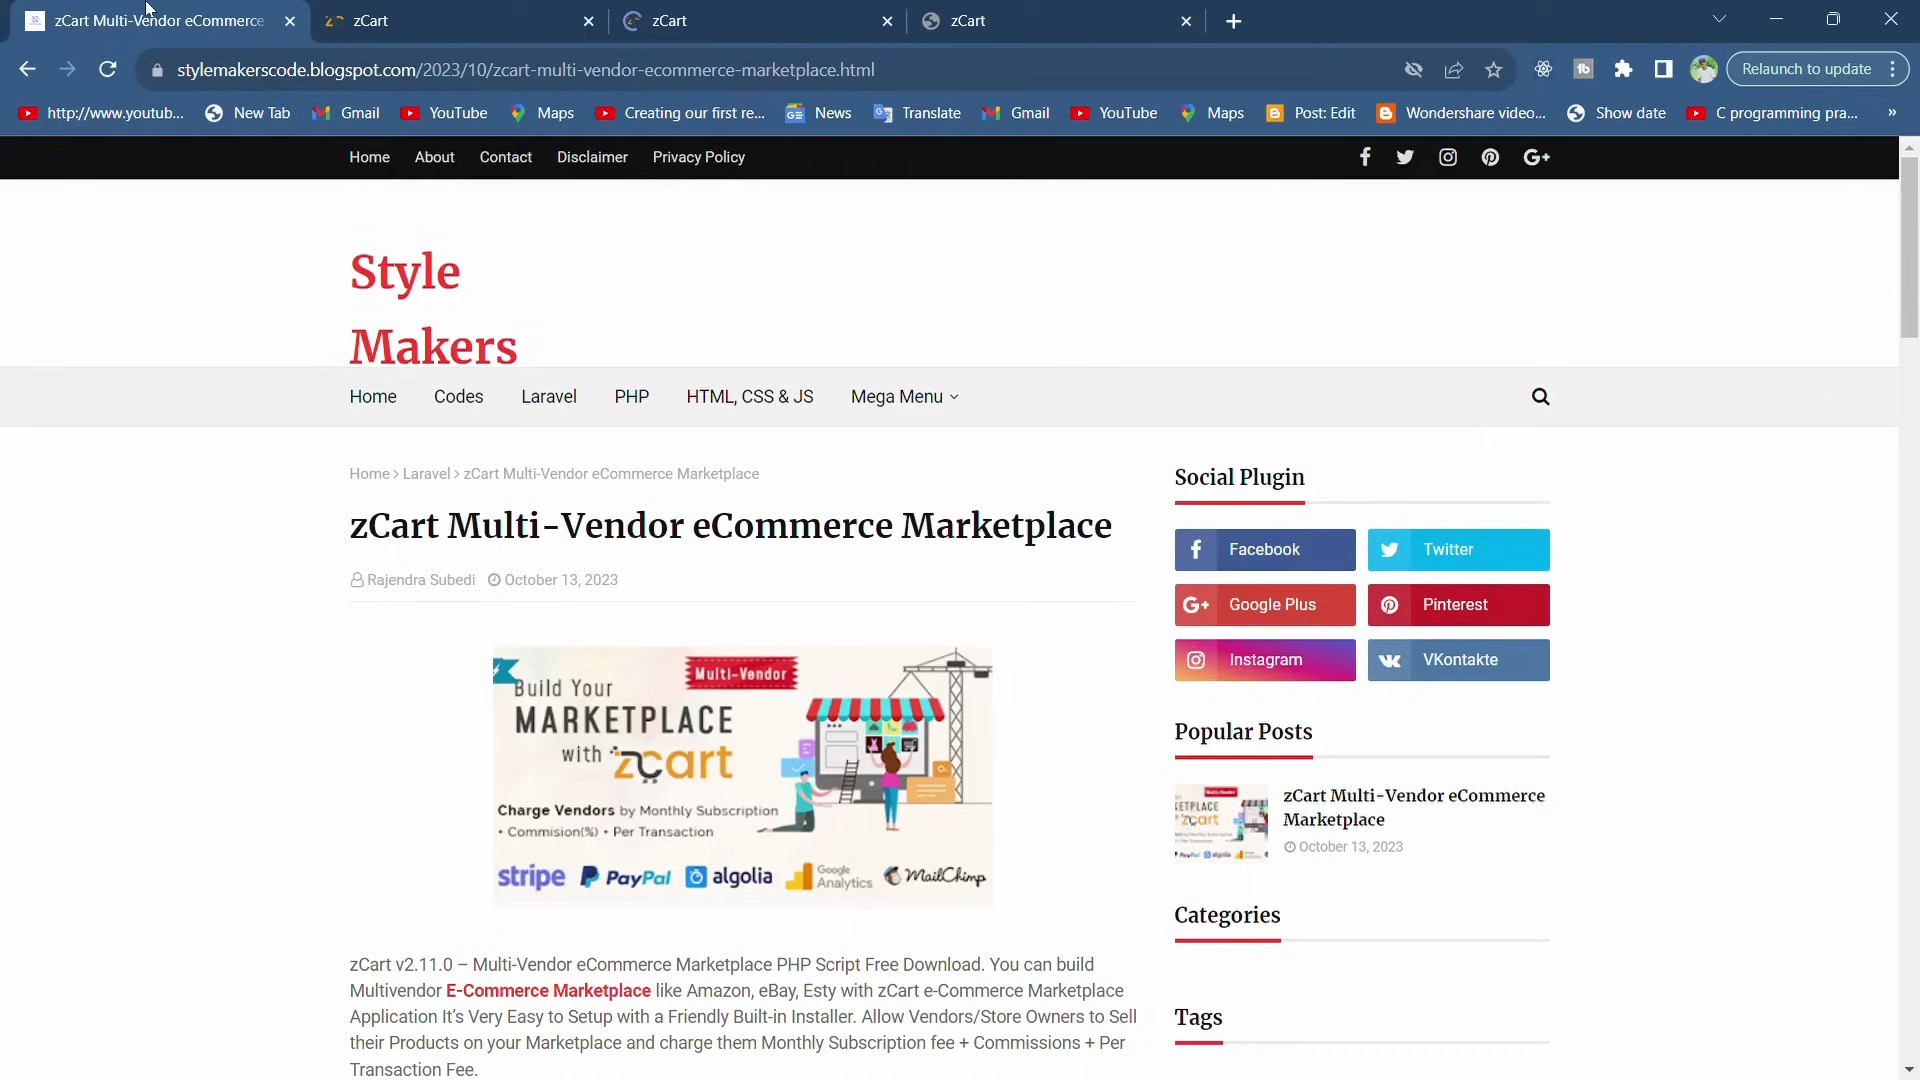 zCart Multi-Vendor eCommerce
zCart
zCart
zCart
stylemakerscode.blogspot.com/2023/10/zcart-multi-vendor-ecommerce-marketplace.html
Relaunch to update
http://www.youtub...
New Tab
Gmail
YouTube
Maps
Creating our first re...
News
Translate
Gmail
YouTube
Maps
Post: Edit
Wondershare video...
Show date
C programming pra...
»
Home About Contact Disclaimer Privacy Policy
Style
Makers
Home Codes Laravel PHP HTML, CSS & JS Mega Menu
Home > Laravel > zCart Multi-Vendor eCommerce Marketplace
zCart Multi-Vendor eCommerce Marketplace
Rajendra Subedi October 13, 2023
Multi-Vendor
Build Your
MARKETPLACE
with zcart
Charge Vendors by Monthly Subscription
+ Commision(%) + Per Transaction
stripe PayPal algolia Google Analytics MailChimp
zCart v2.11.0 – Multi-Vendor eCommerce Marketplace PHP Script Free Download. You can build
Multivendor E-Commerce Marketplace like Amazon, eBay, Esty with zCart e-Commerce Marketplace
Application It’s Very Easy to Setup with a Friendly Built-in Installer. Allow Vendors/Store Owners to Sell
their Products on your Marketplace and charge them Monthly Subscription fee + Commissions + Per
Transaction Fee.
Social Plugin
Facebook Twitter
Google Plus Pinterest
Instagram VKontakte
Popular Posts
zCart Multi-Vendor eCommerce
Marketplace
October 13, 2023
Categories
Tags